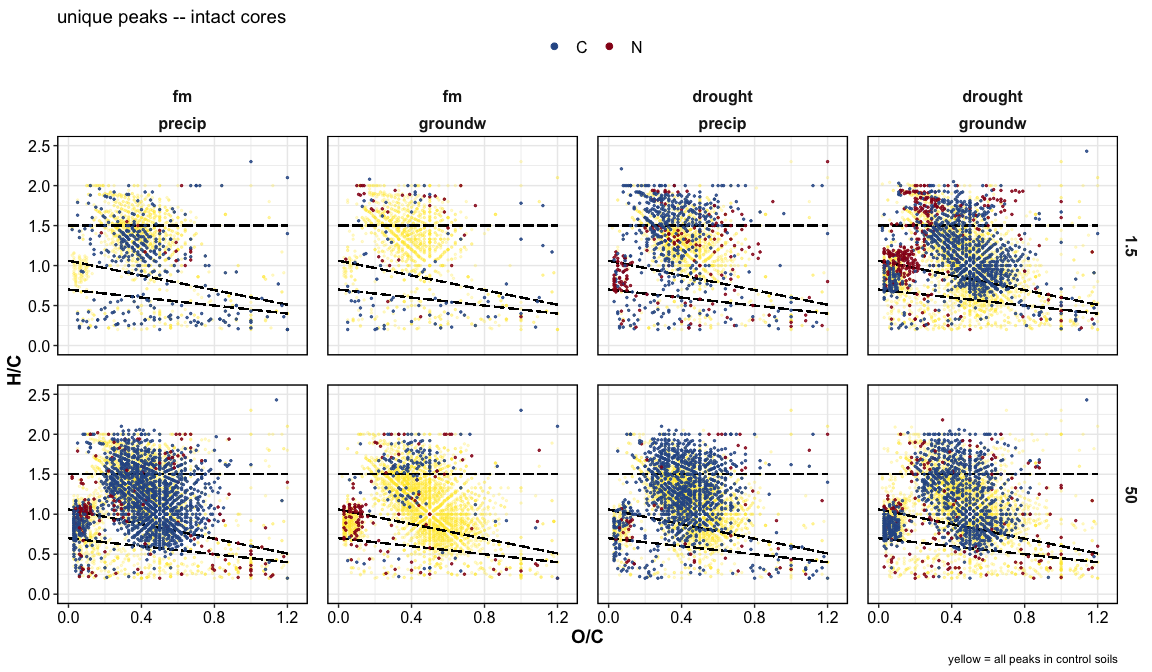 unique peaks -- intact cores
C N
fm fm drought drought
precip groundw precip groundw
2.5
2.0
1.5
1.0
0.5
0.0
1.5
H/C
2.5
2.0
1.5
1.0
0.5
0.0
50
0.0 0.4 0.8 1.2 0.0 0.4 0.8 1.2 0.0 0.4 0.8 1.2 0.0 0.4 0.8 1.2
O/C
yellow = all peaks in control soils